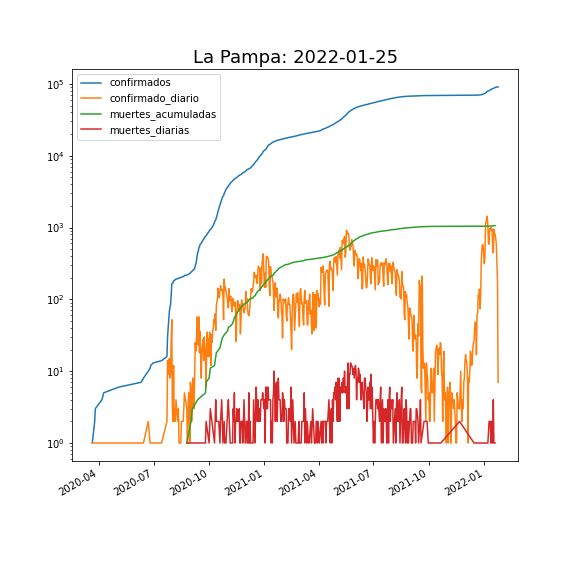 La Pampa: 2022-01-25
confirmados
confirmado_diario
muertes_acumuladas
muertes_diarias
10⁵
10⁴
10³
10²
10¹
10⁰
2020-04
2020-07
2020-10
2021-01
2021-04
2021-07
2021-10
2022-01